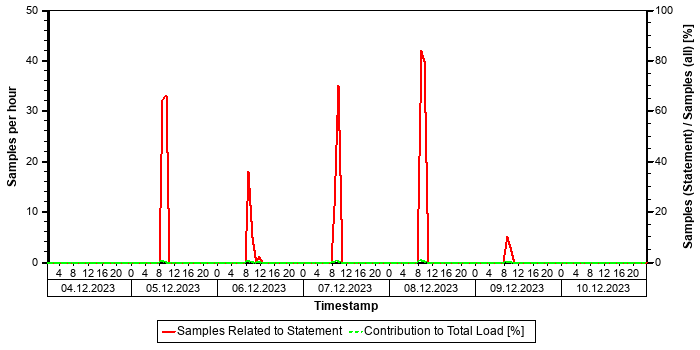 50
40
30
20
10
0
100
80
60
40
20
0
Samples per hour
Samples (Statement) / Samples (all) [%]
4 8 12 16 20 0 4 8 12 16 20 0 4 8 12 16 20 0 4 8 12 16 20 0 4 8 12 16 20 0 4 8 12 16 20 0 4 8 12 16 20
04.12.2023 05.12.2023 06.12.2023 07.12.2023 08.12.2023 09.12.2023 10.12.2023
Timestamp
Samples Related to Statement Contribution to Total Load [%]